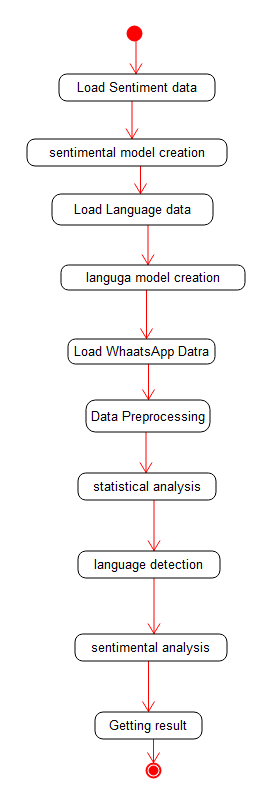 Load Sentiment data
sentimental model creation
Load Language data
languga model creation
Load WhaatsApp Datra
Data Preprocessing
statistical analysis
language detection
sentimental analysis
Getting result